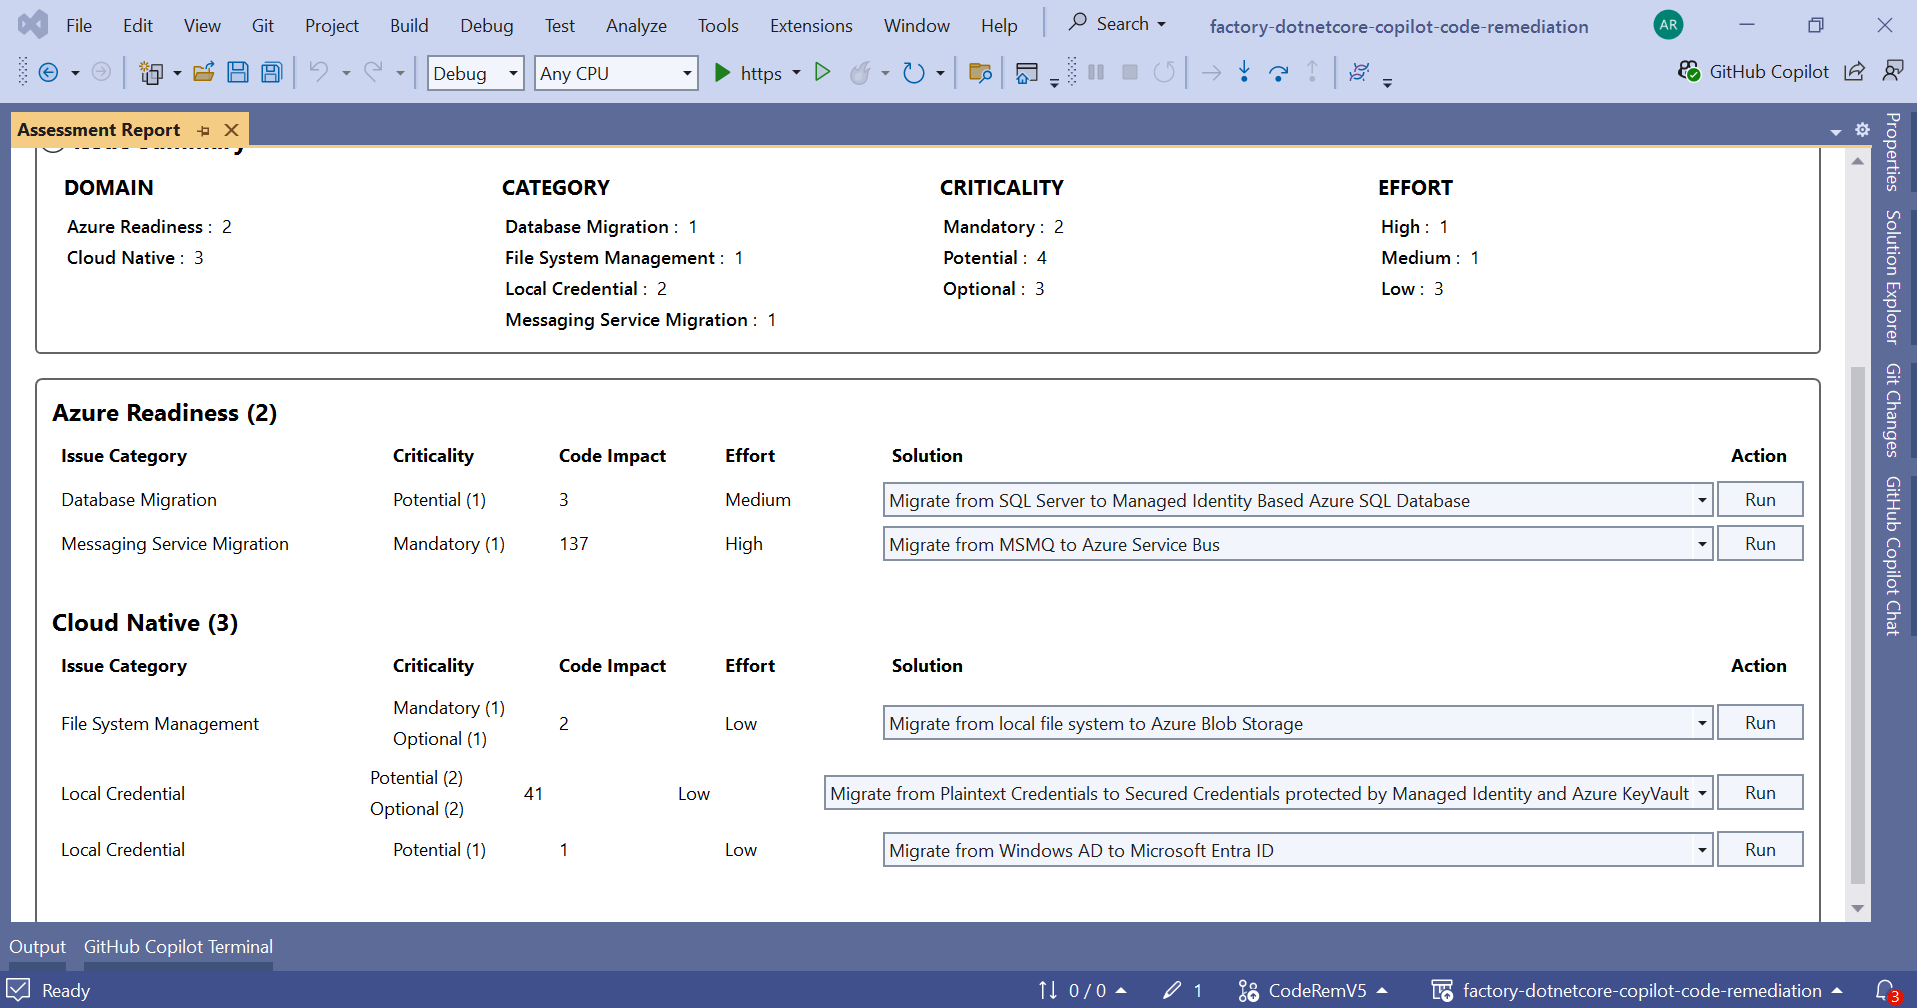 File Edit View Git Project Build Debug Test Analyze Tools Extensions Window Help Search factory-dotnetcore-copilot-code-remediation AR
Debug Any CPU https GitHub Copilot
Assessment Report
Issue Summary
DOMAIN CATEGORY CRITICALITY EFFORT
Azure Readiness : 2 Database Migration : 1 Mandatory : 2 High : 1
Cloud Native : 3 File System Management : 1 Potential : 4 Medium : 1
Local Credential : 2 Optional : 3 Low : 3
Messaging Service Migration : 1
Azure Readiness (2)
Issue Category Criticality Code Impact Effort Solution Action
Database Migration Potential (1) 3 Medium Migrate from SQL Server to Managed Identity Based Azure SQL Database Run
Messaging Service Migration Mandatory (1) 137 High Migrate from MSMQ to Azure Service Bus Run
Cloud Native (3)
Issue Category Criticality Code Impact Effort Solution Action
Mandatory (1)
File System Management 2 Low Migrate from local file system to Azure Blob Storage Run
Optional (1)
Potential (2)
Local Credential 41 Low Migrate from Plaintext Credentials to Secured Credentials protected by Managed Identity and Azure KeyVault Run
Optional (2)
Local Credential Potential (1) 1 Low Migrate from Windows AD to Microsoft Entra ID Run
Properties
Solution Explorer
Git Changes
GitHub Copilot Chat
Output GitHub Copilot Terminal
Ready 0 / 0 1 CodeRemV5 factory-dotnetcore-copilot-code-remediation 3